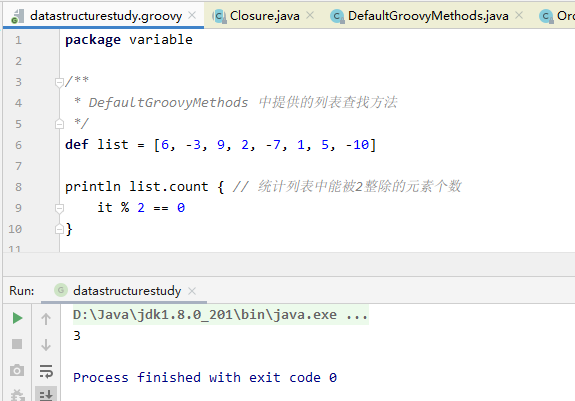 datastructurestudy.groovy Closure.java DefaultGroovyMethods.java Orc
1 package variable
2
3 /**
4 * DefaultGroovyMethods 中提供的列表查找方法
5 */
6 def list = [6, -3, 9, 2, -7, 1, 5, -10]
7
8 println list.count { // 统计列表中能被2整除的元素个数
9 it % 2 == 0
10 }
11
Run: datastructurestudy
D:\Java\jdk1.8.0_201\bin\java.exe ...
3
Process finished with exit code 0